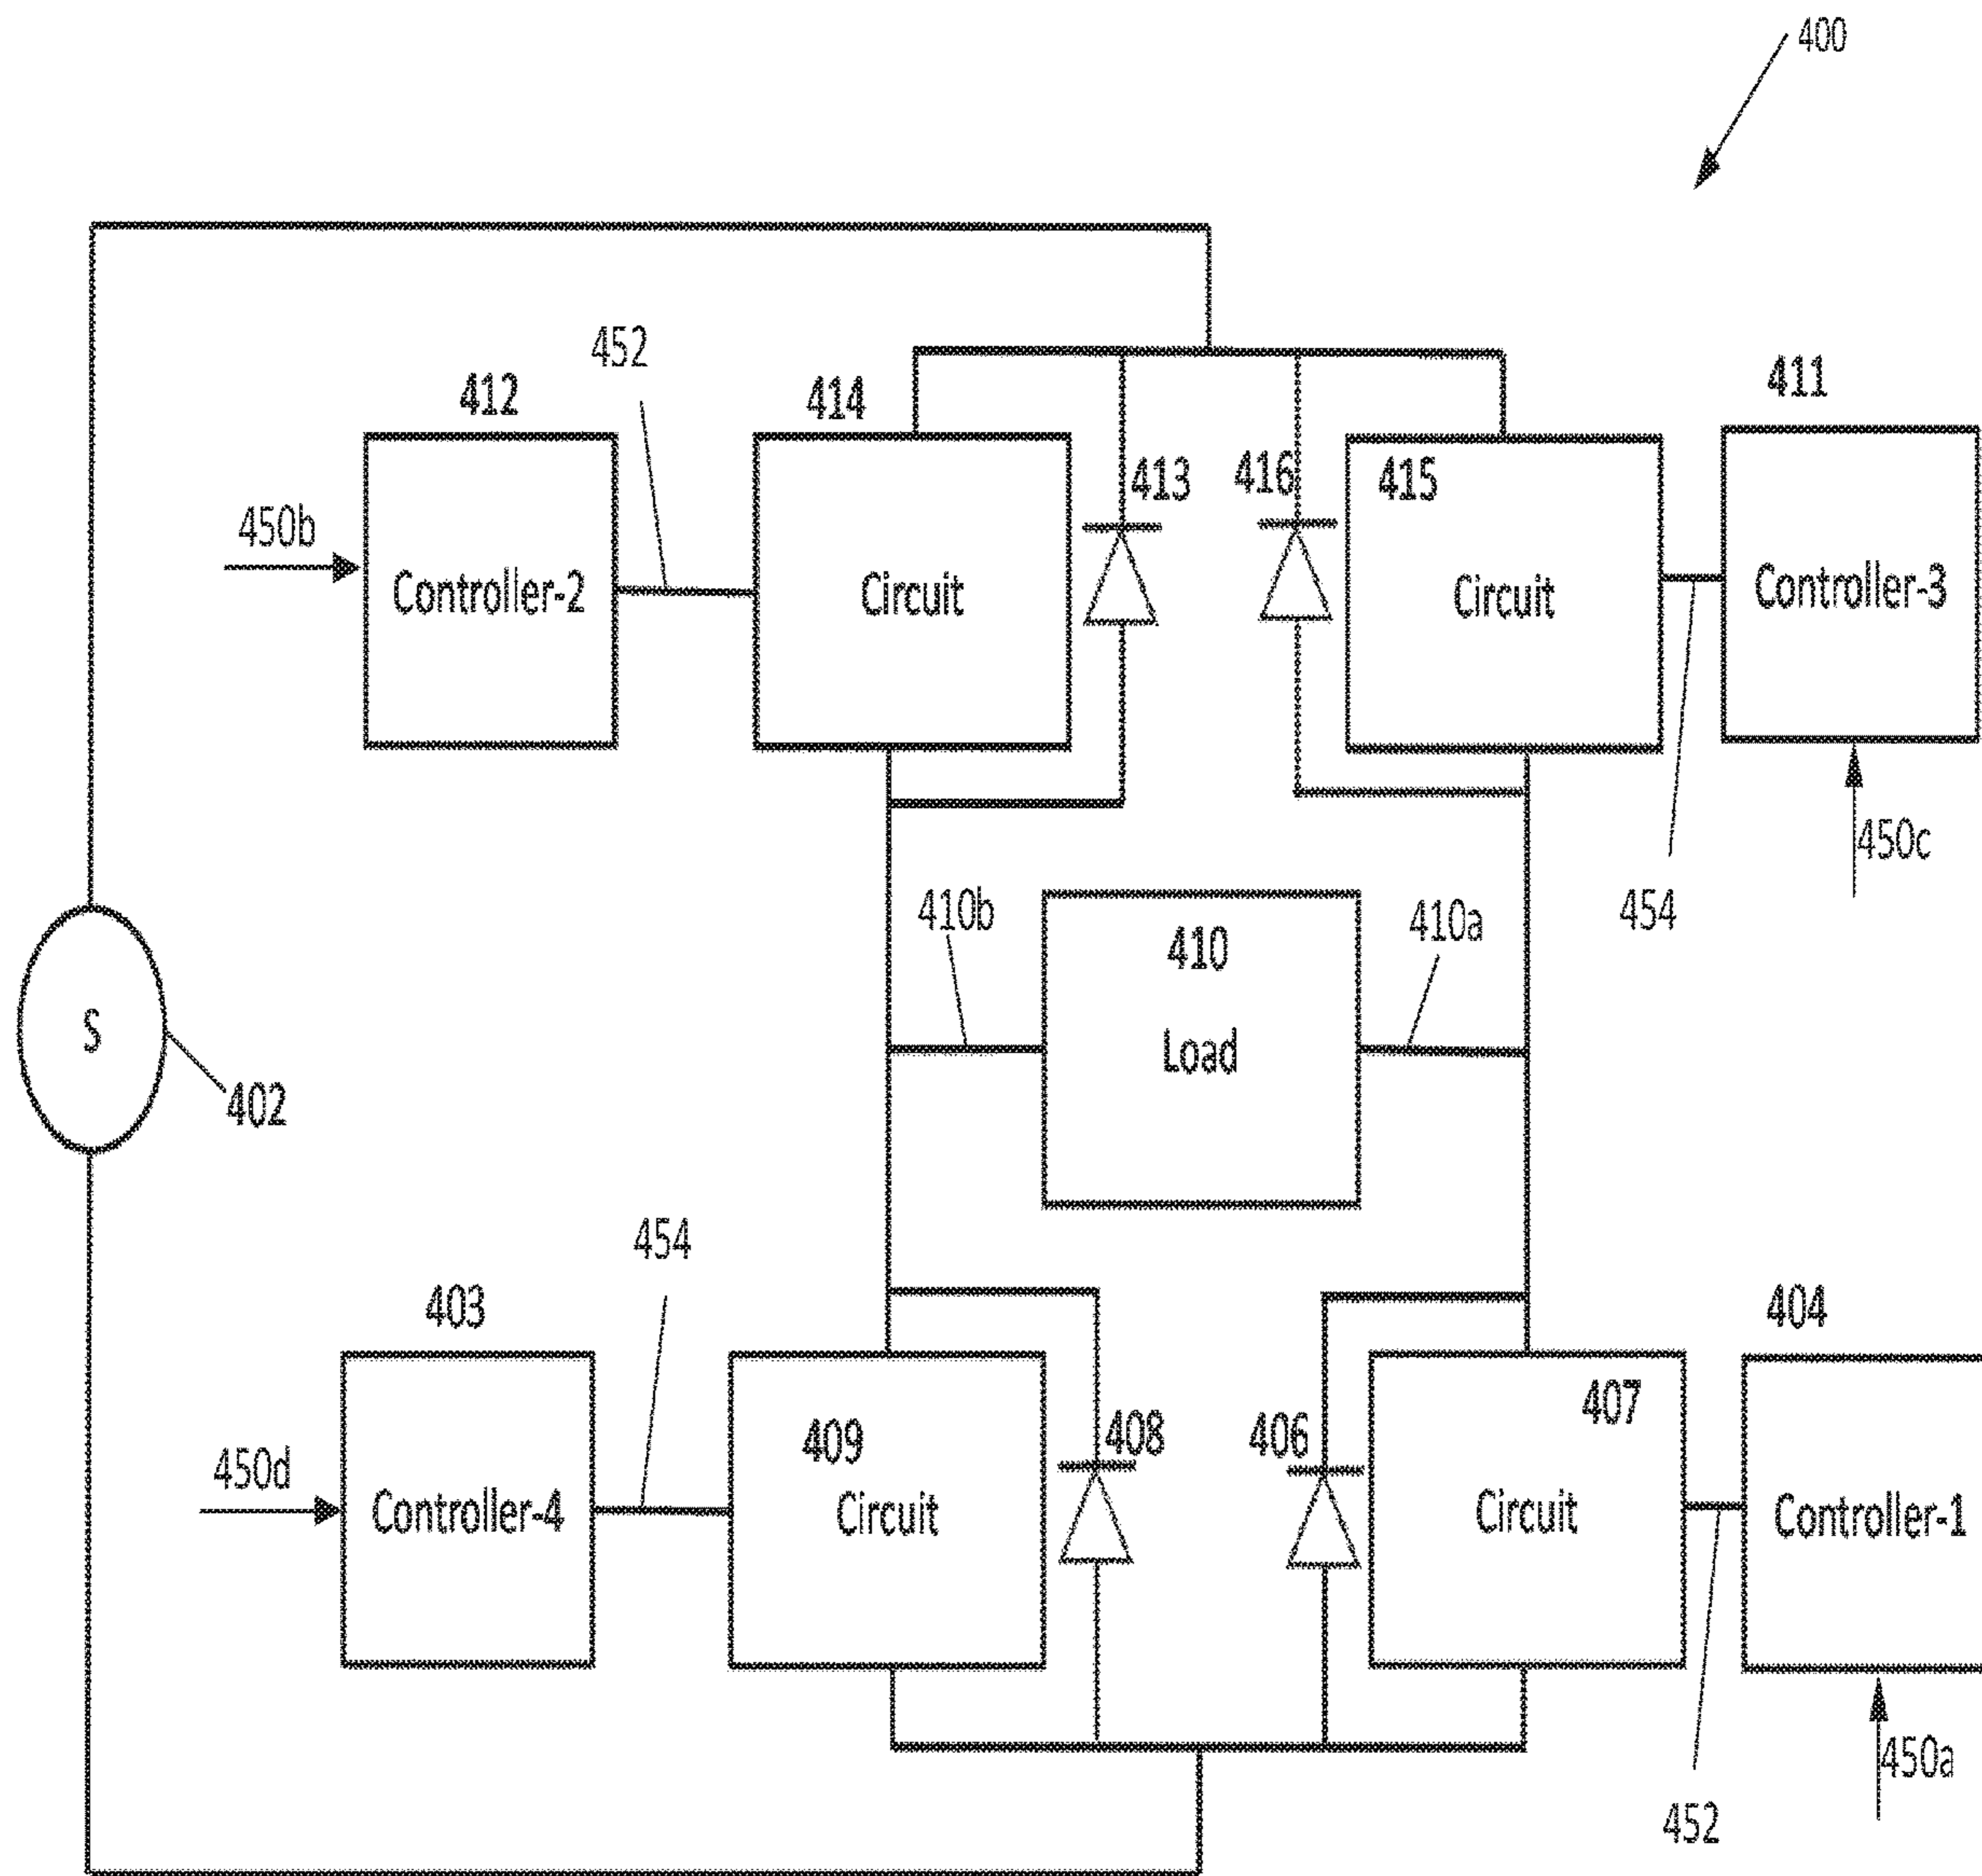 400
452
412
414
411
413
416
415
450b
Controller-2
Circuit
Circuit
Controller-3
450c
454
410b
410
410a
Load
S
402
454
403
404
407
409
408
406
450d
Controller-4
Circuit
Circuit
Controller-1
450a
452